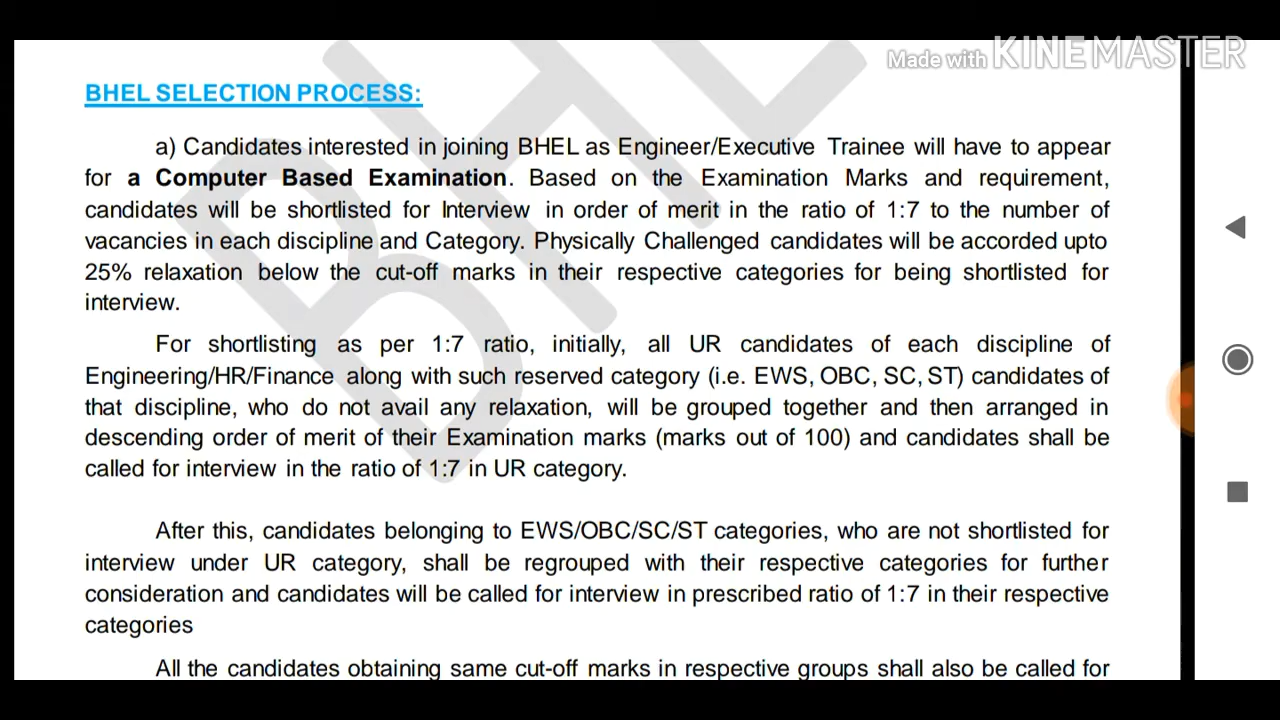 Made with KINEMASTER
BHEL SELECTION PROCESS:
a) Candidates interested in joining BHEL as Engineer/Executive Trainee will have to appear
for a Computer Based Examination. Based on the Examination Marks and requirement,
candidates will be shortlisted for Interview in order of merit in the ratio of 1:7 to the number of
vacancies in each discipline and Category. Physically Challenged candidates will be accorded upto
25% relaxation below the cut-off marks in their respective categories for being shortlisted for
interview.
For shortlisting as per 1:7 ratio, initially, all UR candidates of each discipline of
Engineering/HR/Finance along with such reserved category (i.e. EWS, OBC, SC, ST) candidates of
that discipline, who do not avail any relaxation, will be grouped together and then arranged in
descending order of merit of their Examination marks (marks out of 100) and candidates shall be
called for interview in the ratio of 1:7 in UR category.
After this, candidates belonging to EWS/OBC/SC/ST categories, who are not shortlisted for
interview under UR category, shall be regrouped with their respective categories for further
consideration and candidates will be called for interview in prescribed ratio of 1:7 in their respective
categories
All the candidates obtaining same cut-off marks in respective groups shall also be called for
BHEL